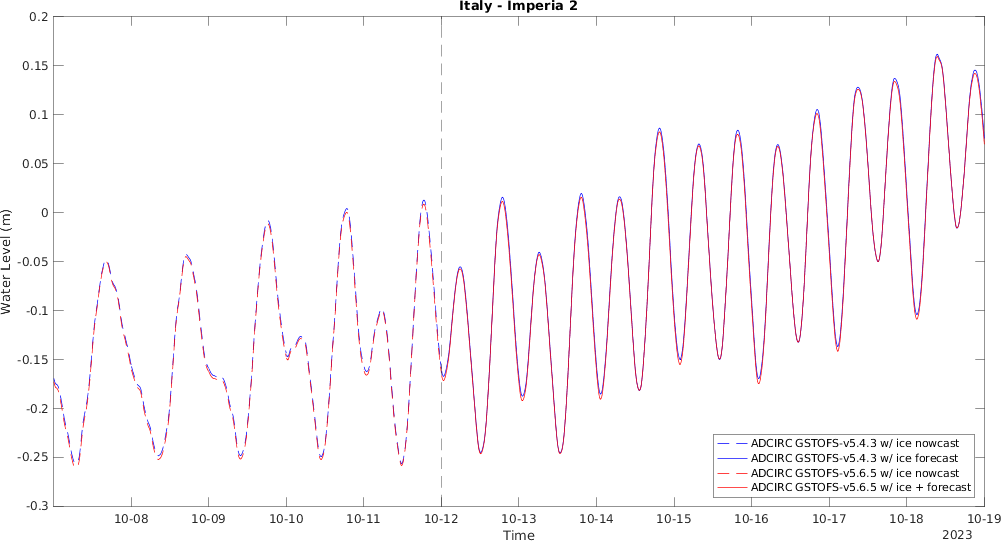 Italy - Imperia 2
Water Level (m)
0.2
0.15
0.1
0.05
0
-0.05
-0.1
-0.15
-0.2
-0.25
-0.3
ADCIRC GSTOFS-v5.4.3 w/ ice nowcast
ADCIRC GSTOFS-v5.4.3 w/ ice forecast
ADCIRC GSTOFS-v5.6.5 w/ ice nowcast
ADCIRC GSTOFS-v5.6.5 w/ ice + forecast
10-08 10-09 10-10 10-11 10-12 10-13 10-14 10-15 10-16 10-17 10-18 10-19
Time
2023